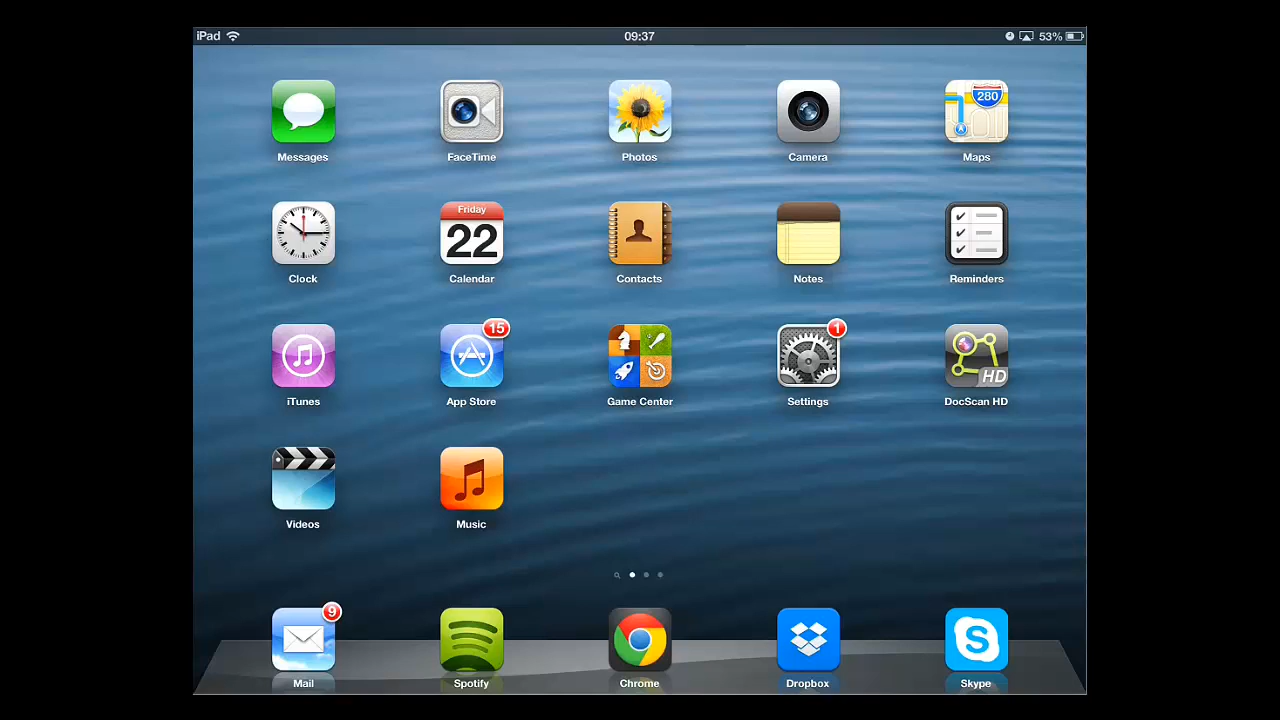 iPad 09:37 53%
280
Messages FaceTime Photos Camera Maps
Friday
22
Clock Calendar Contacts Notes Reminders
15 1
HD
iTunes App Store Game Center Settings DocScan HD
Videos Music
9
S
Mail Spotify Chrome Dropbox Skype